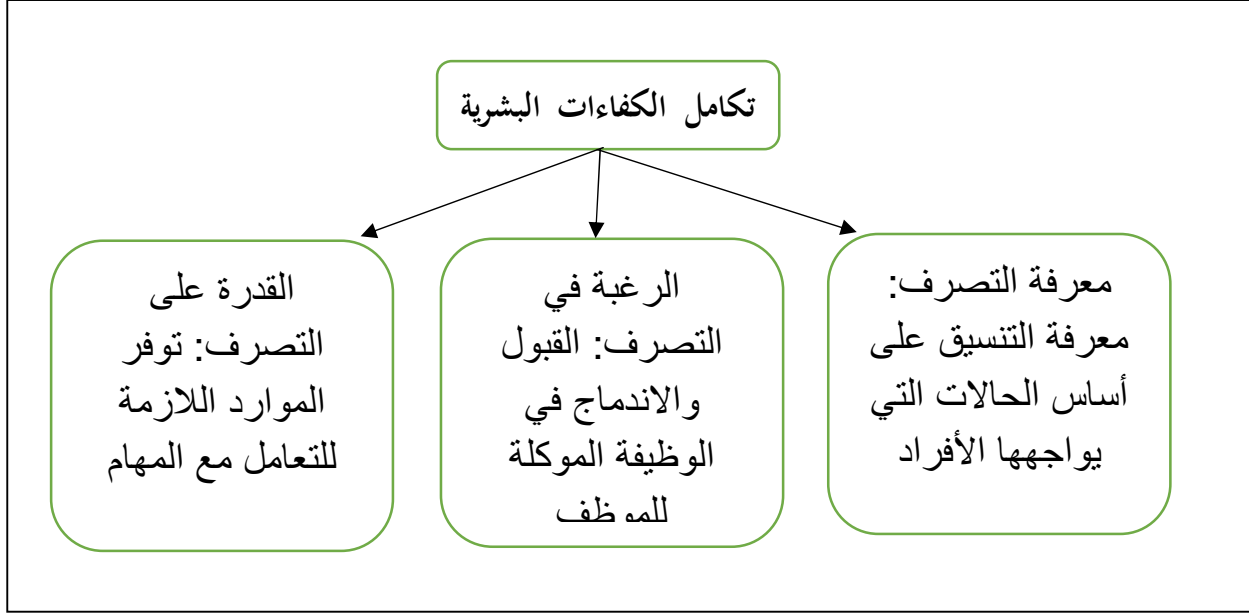 تكامل الكفاءات البشرية
معرفة التصرف:
معرفة التنسيق على
أساس الحالات التي
يواجهها الأفراد
الرغبة في
التصرف: القبول
والاندماج في
الوظيفة الموكلة
للموظف
القدرة على
التصرف: توفر
الموارد اللازمة
للتعامل مع المهام